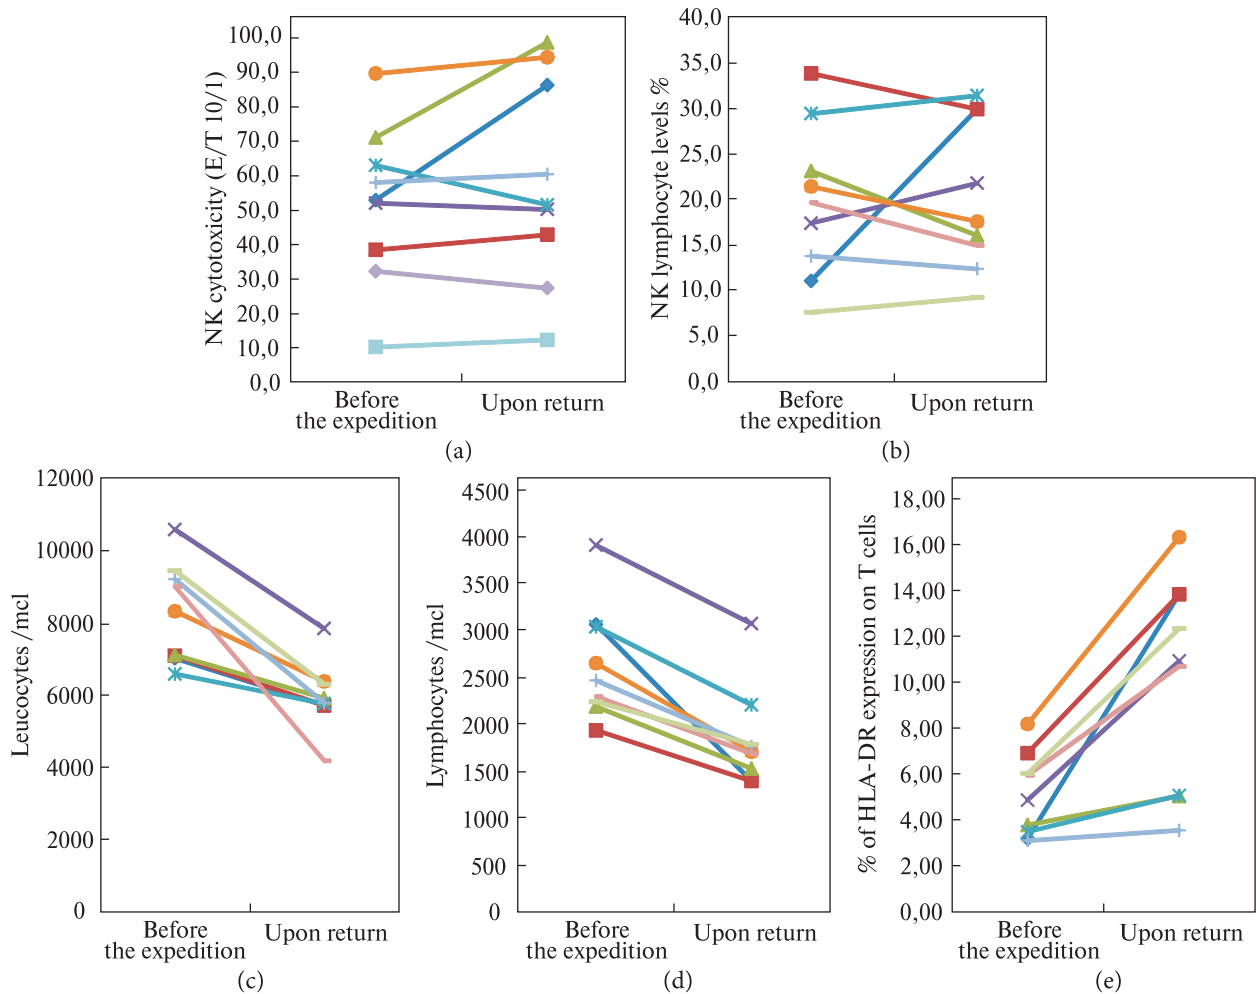 NK cytotoxicity (E/T 10/1)
100,0
90,0
80,0
70,0
60,0
50,0
40,0
30,0
20,0
10,0
0,0
Before
the expedition
Upon return
(a)
NK lymphocyte levels %
40,0
35,0
30,0
25,0
20,0
15,0
10,0
5,0
0,0
Before
the expedition
Upon return
(b)
Leucocytes /mcl
12000
10000
8000
6000
4000
2000
0
Before
the expedition
Upon return
(c)
Lymphocytes /mcl
4500
4000
3500
3000
2500
2000
1500
1000
500
0
Before
the expedition
Upon return
(d)
% of HLA-DR expression on T cells
18,00
16,00
14,00
12,00
10,00
8,00
6,00
4,00
2,00
0,00
Before
the expedition
Upon return
(e)